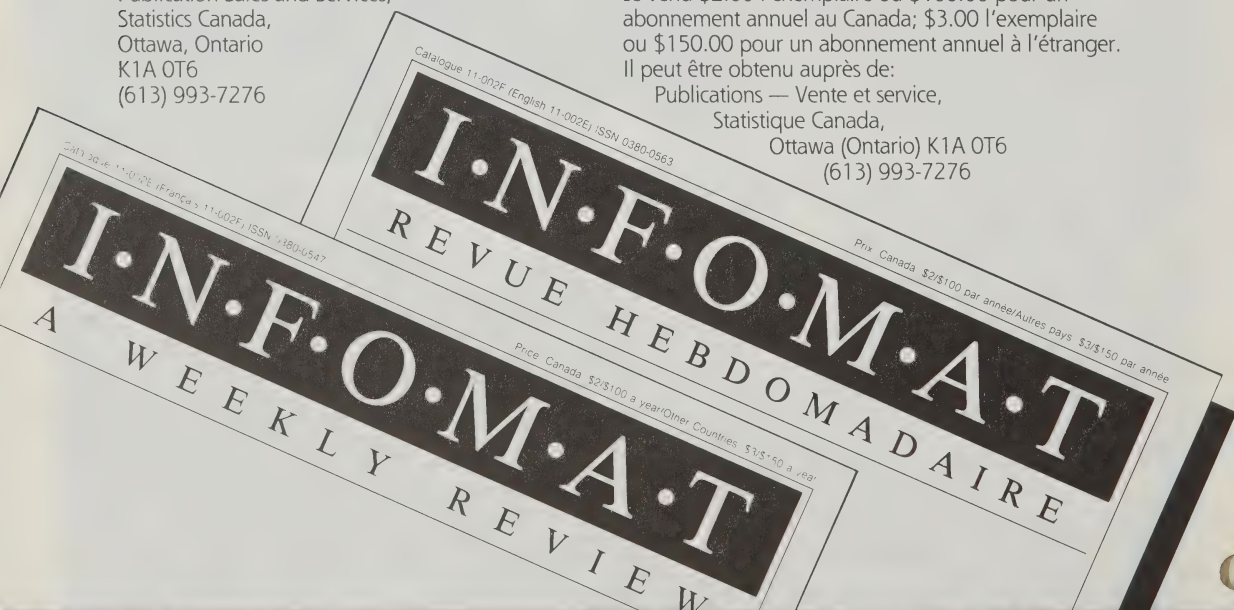 Statistics Canada,
Ottawa, Ontario
K1A 0T6
(613) 993-7276
abonnement annuel au Canada; $3.00 l'exemplaire
ou $150.00 pour un abonnement annuel à l'étranger.
Il peut être obtenu auprès de:
Publications — Vente et service,
Statistique Canada,
Ottawa (Ontario) K1A 0T6
(613) 993-7276
Catalogue 11-002F (English 11-002E) ISSN 0380-0563
I·N·F·O·M·A·T
Prix Canada $2/$100 par année/Autres pays $3/$150 par année
REVUE HEBDOMADAIRE
11-002F, ISSN
I·N·F·O·M·A·T
Price Canada $2/$100 a year/Other Countries $3/$150 a year
A WEEKLY REVIEW